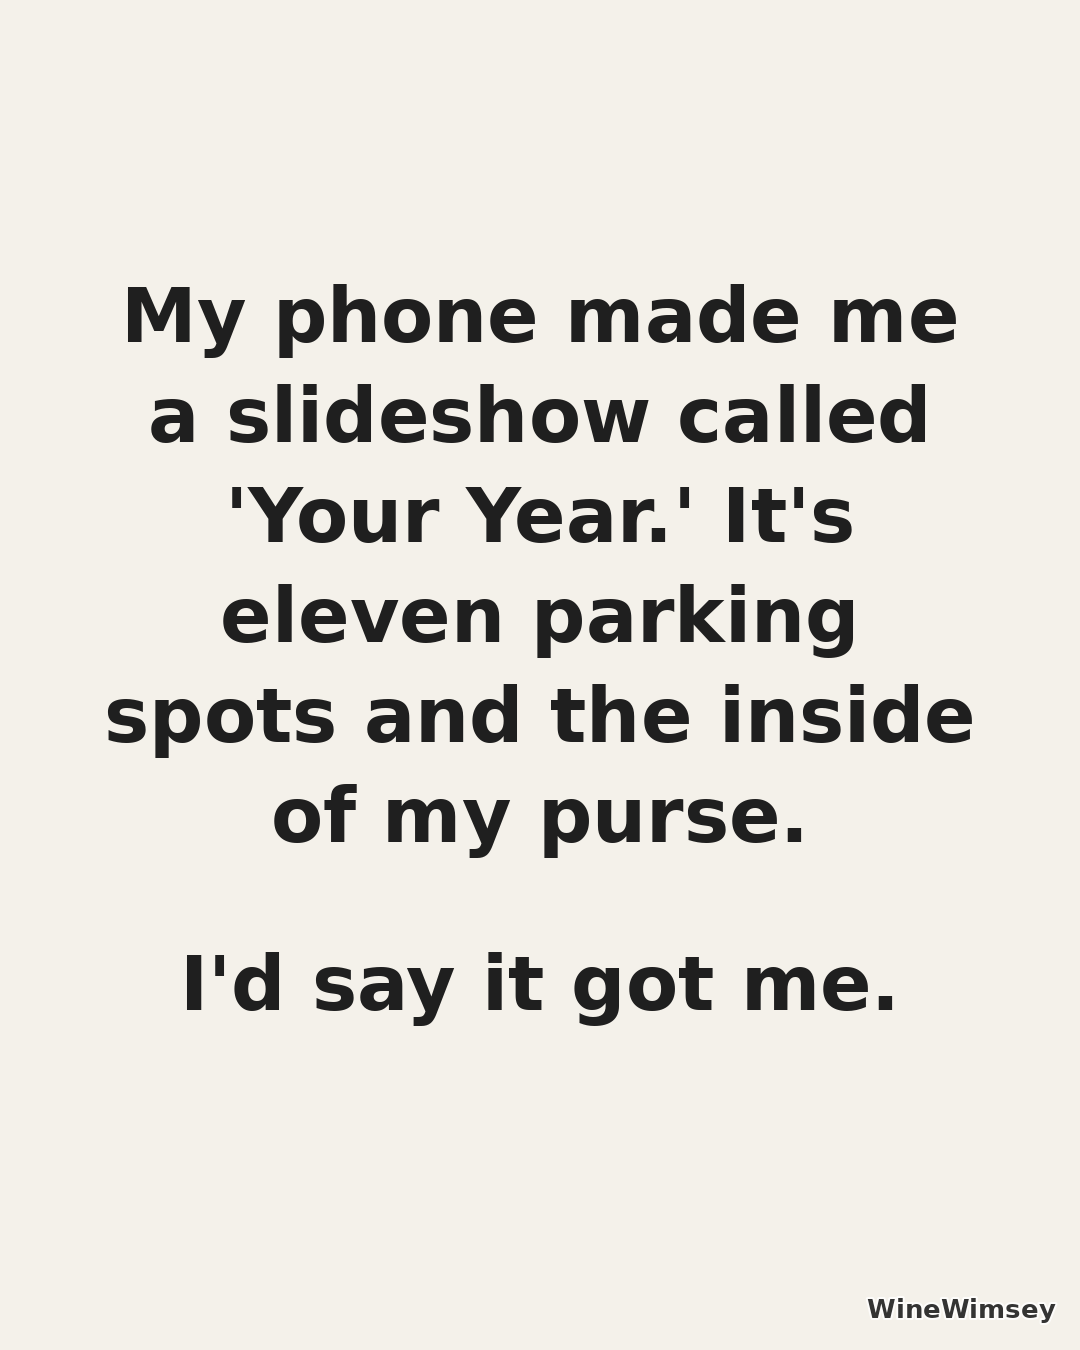 My phone made me
a slideshow called
'Your Year.' It's
eleven parking
spots and the inside
of my purse.
I'd say it got me.
WineWimsey